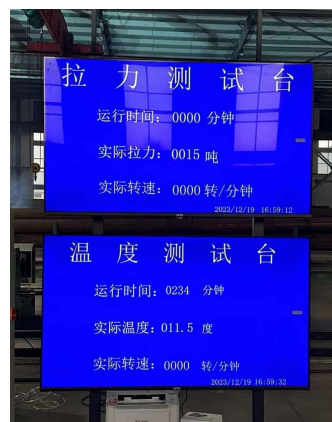 拉力测试台
运行时间：0000 分钟
实际拉力：0015 吨
实际转速：0000 转/分钟
2023/12/19 16:59:12
温度测试台
运行时间：0234 分钟
实际温度：011.5 度
实际转速：0000 转/分钟
2023/12/19 16:59:32